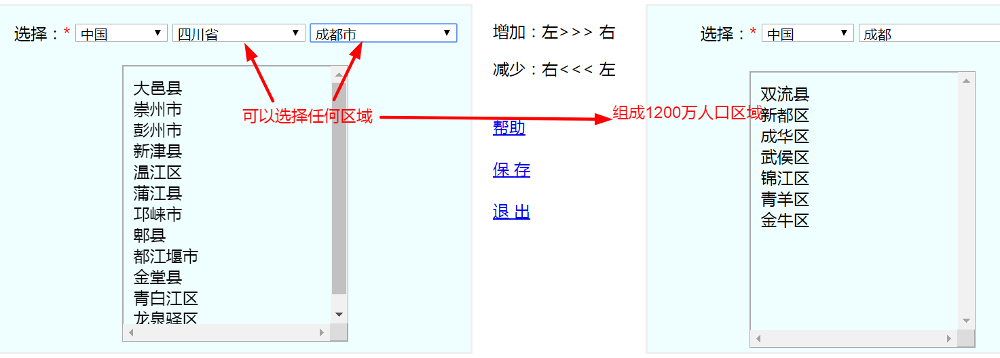 选择：* 中国 四川省 成都市
大邑县
崇州市
彭州市
新津县
温江区
蒲江县
邛崃市
郫县
都江堰市
金堂县
青白江区
龙泉驿区
可以选择任何区域
增加：左>>> 右
减少：右<<< 左
帮助
保 存
退 出
选择：* 中国 成都
组成1200万人口区域
双流县
新都区
成华区
武侯区
锦江区
青羊区
金牛区